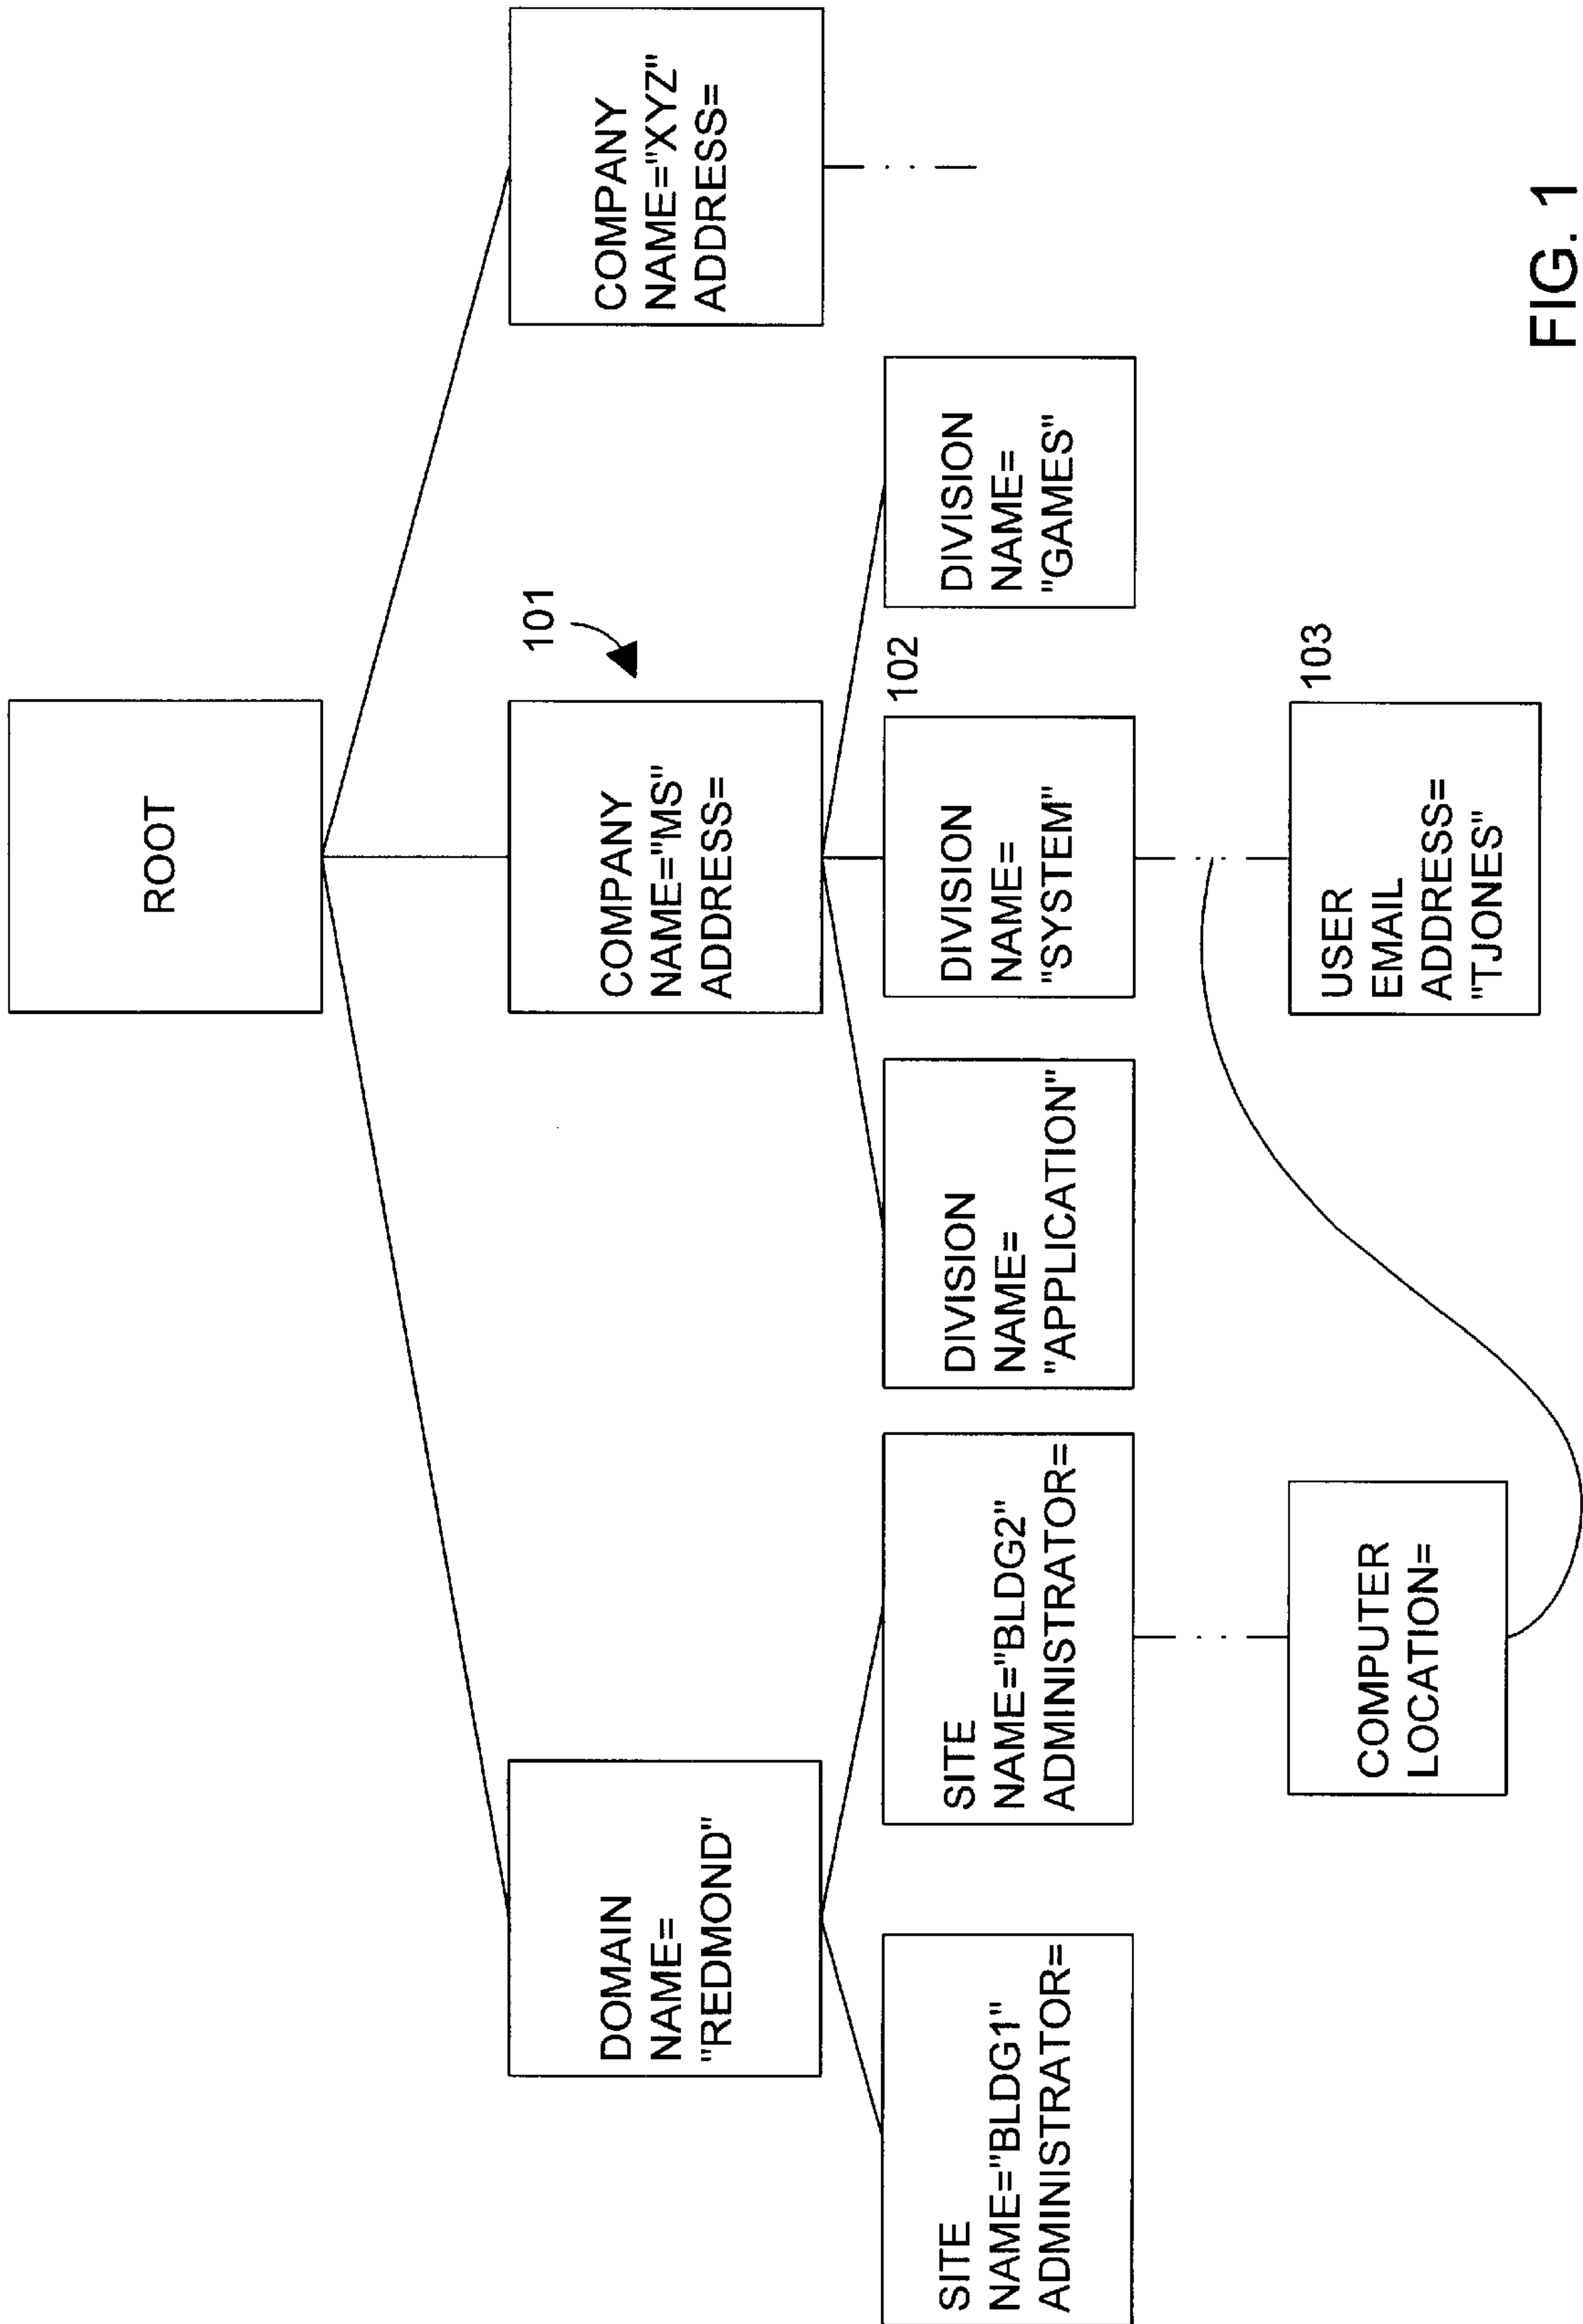 ROOT
DOMAIN
NAME=
"REDMOND"
COMPANY
NAME="MS"
ADDRESS=
101
COMPANY
NAME="XYZ"
ADDRESS=
SITE
NAME="BLDG1"
ADMINISTRATOR=
SITE
NAME="BLDG2"
ADMINISTRATOR=
DIVISION
NAME=
"APPLICATION"
DIVISION
NAME=
"SYSTEM"
102
DIVISION
NAME=
"GAMES"
COMPUTER
LOCATION=
USER
EMAIL
ADDRESS=
"TJONES"
103
FIG. 1